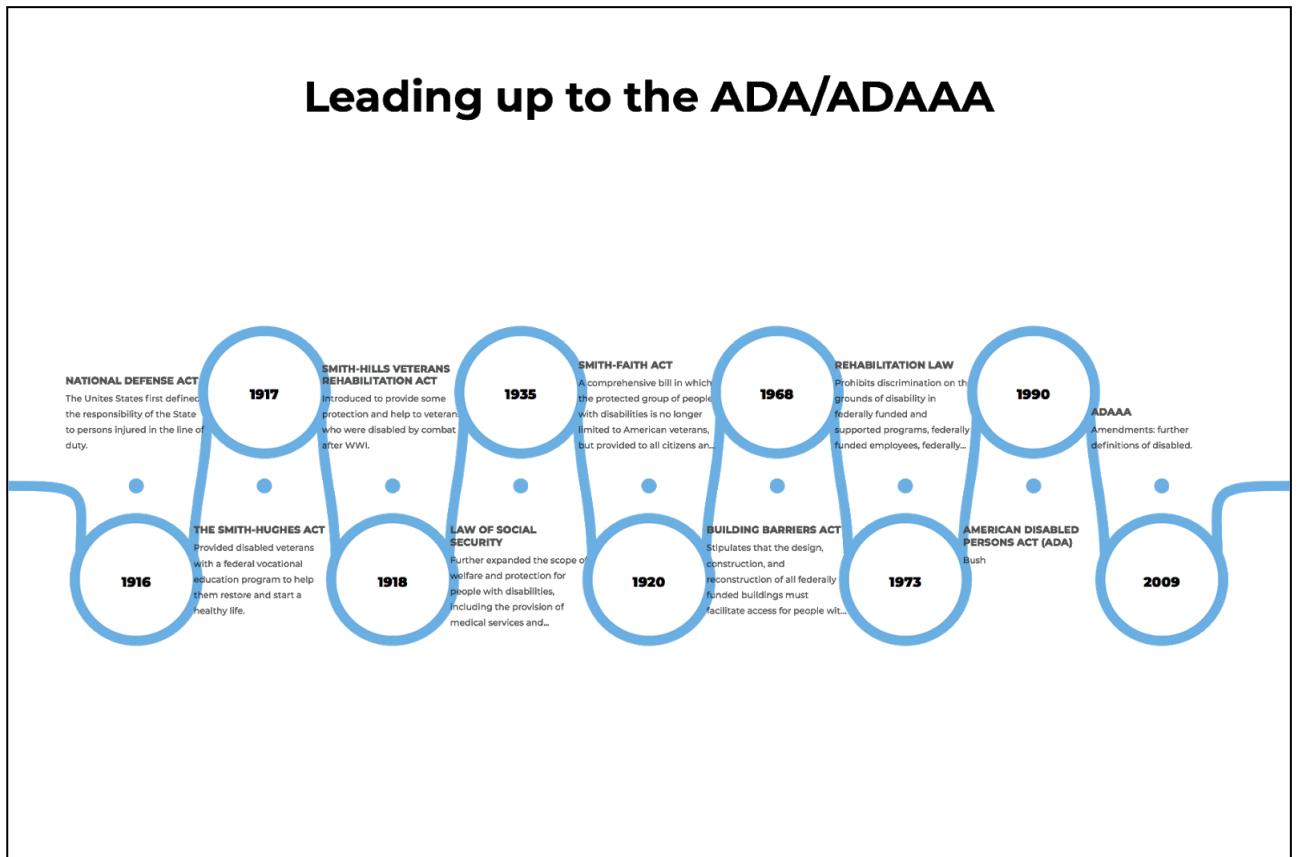 Leading up to the ADA/ADAAA
NATIONAL DEFENSE ACT
The Unites States first defined
the responsibility of the State
to persons injured in the line of
duty.
1916
1917
THE SMITH-HUGHES ACT
Provided disabled veterans
with a federal vocational
education program to help
them restore and start a
healthy life.
SMITH-HILLS VETERANS
REHABILITATION ACT
Introduced to provide some
protection and help to veterans
who were disabled by combat
after WWI.
1918
1935
LAW OF SOCIAL
SECURITY
Further expanded the scope of
welfare and protection for
people with disabilities,
including the provision of
medical services and...
SMITH-FAITH ACT
A comprehensive bill in which
the protected group of people
with disabilities is no longer
limited to American veterans,
but provided to all citizens an...
1920
1968
BUILDING BARRIERS ACT
Stipulates that the design,
construction, and
reconstruction of all federally
funded buildings must
facilitate access for people wit...
REHABILITATION LAW
Prohibits discrimination on th
grounds of disability in
federally funded and
supported programs, federally
funded employees, federally...
1973
1990
AMERICAN DISABLED
PERSONS ACT (ADA)
Bush
ADAAA
Amendments: further
definitions of disabled.
2009